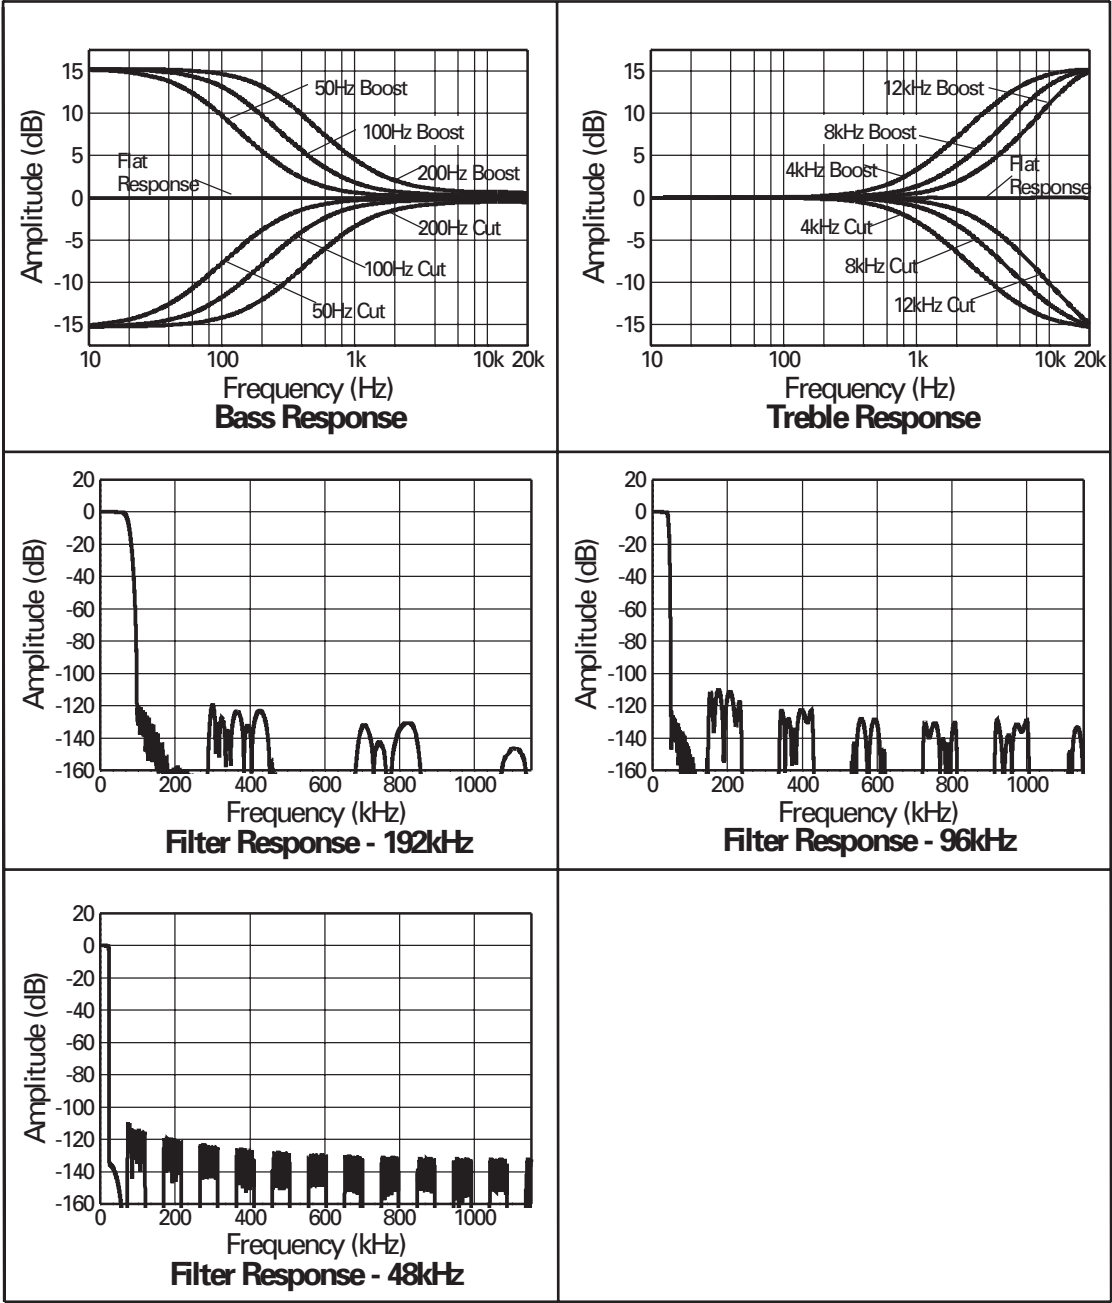 Amplitude (dB)
15
10
5
0
-5
-10
-15
50Hz Boost
100Hz Boost
200Hz Boost
Flat
Response
200Hz Cut
100Hz Cut
50Hz Cut
10 100 1k 10k 20k
Frequency (Hz)
Bass Response
Amplitude (dB)
15
10
5
0
-5
-10
-15
12kHz Boost
8kHz Boost
4kHz Boost
Flat
Response
4kHz Cut
8kHz Cut
12kHz Cut
10 100 1k 10k 20k
Frequency (Hz)
Treble Response
Amplitude (dB)
20
0
-20
-40
-60
-80
-100
-120
-140
-160
0 200 400 600 800 1000
Frequency (kHz)
Filter Response - 192kHz
Amplitude (dB)
20
0
-20
-40
-60
-80
-100
-120
-140
-160
0 200 400 600 800 1000
Frequency (kHz)
Filter Response - 96kHz
Amplitude (dB)
20
0
-20
-40
-60
-80
-100
-120
-140
-160
0 200 400 600 800 1000
Frequency (kHz)
Filter Response - 48kHz